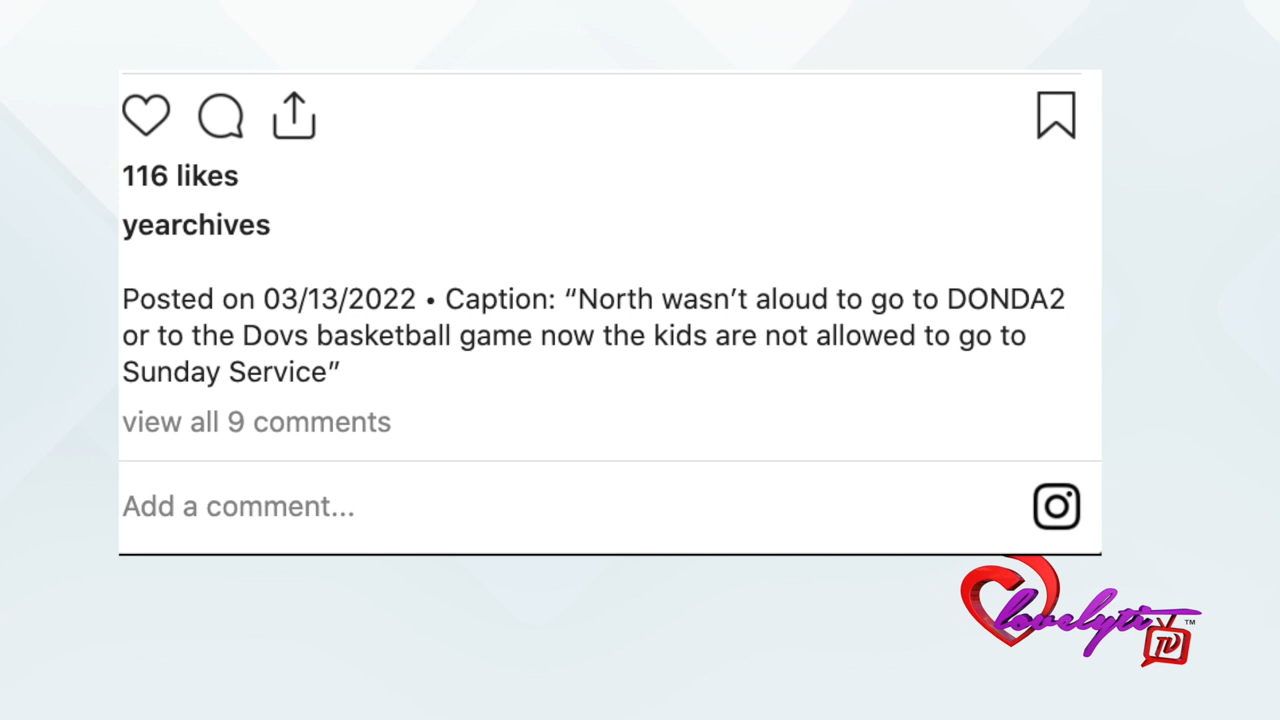 116 likes
yearchives
Posted on 03/13/2022 • Caption: “North wasn’t aloud to go to DONDA2
or to the Dovs basketball game now the kids are not allowed to go to
Sunday Service”
view all 9 comments
Add a comment...
lovelyti
TV
™